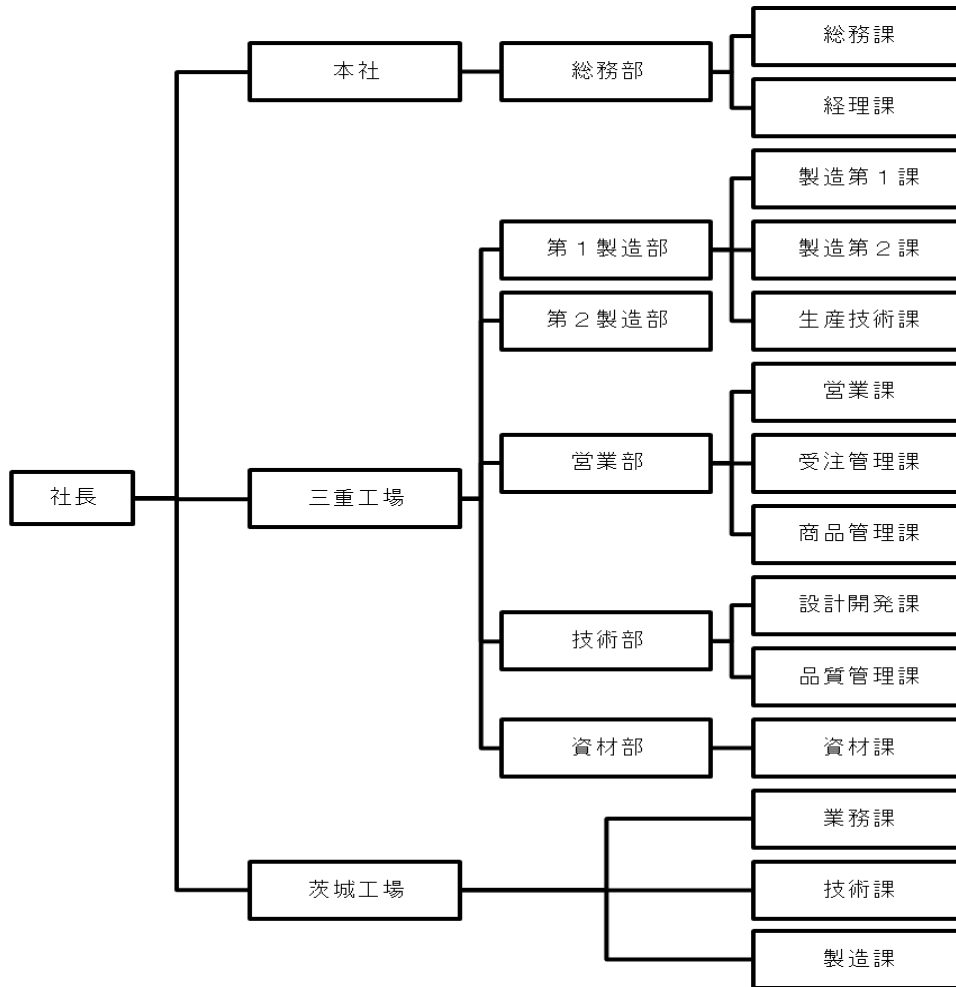 社長
本社
総務部
総務課
経理課
三重工場
第１製造部
製造第１課
製造第２課
生産技術課
第２製造部
営業部
営業課
受注管理課
商品管理課
技術部
設計開発課
品質管理課
資材部
資材課
茨城工場
業務課
技術課
製造課